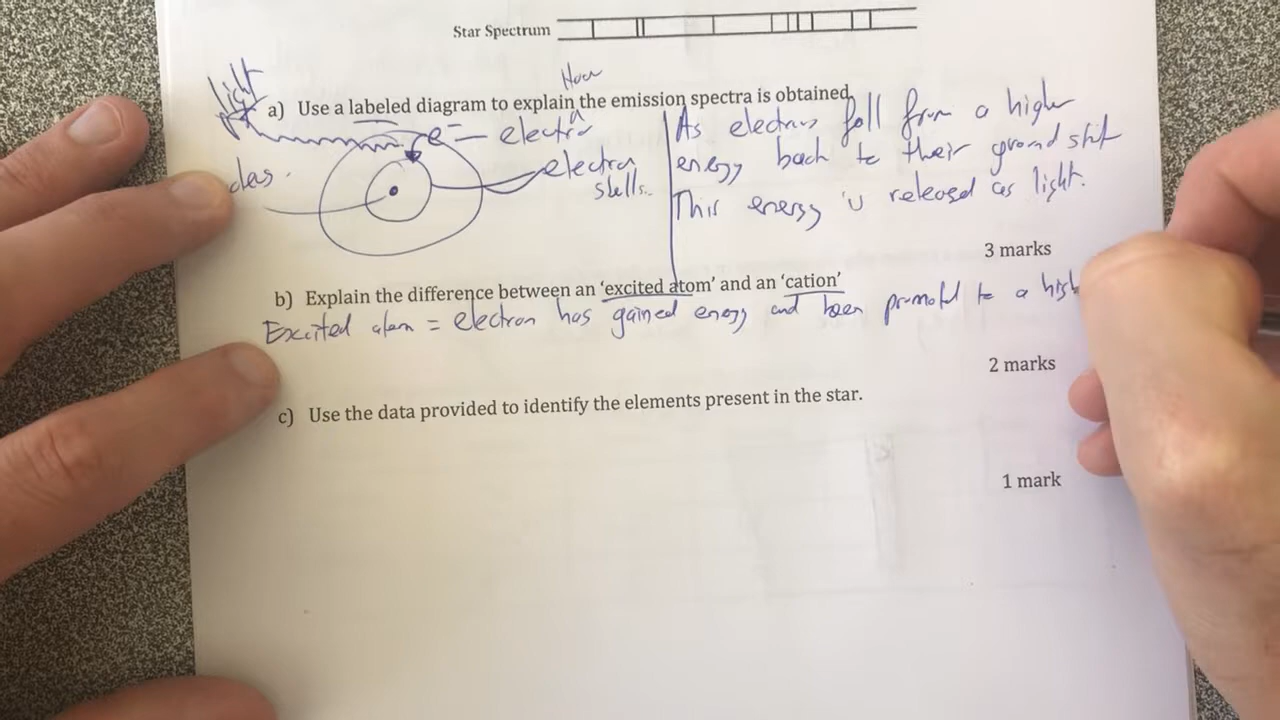 Star Spectrum
How
a) Use a labeled diagram to explain the emission spectra is obtained.
light
e- – electron
electron
shells.
As electrons fall from a higher
energy back to their ground stat
This energy is released as light.
3 marks
b) Explain the difference between an ‘excited atom’ and an ‘cation’
Excited atom = electron has gained energy and been promoted to a high
2 marks
c) Use the data provided to identify the elements present in the star.
1 mark